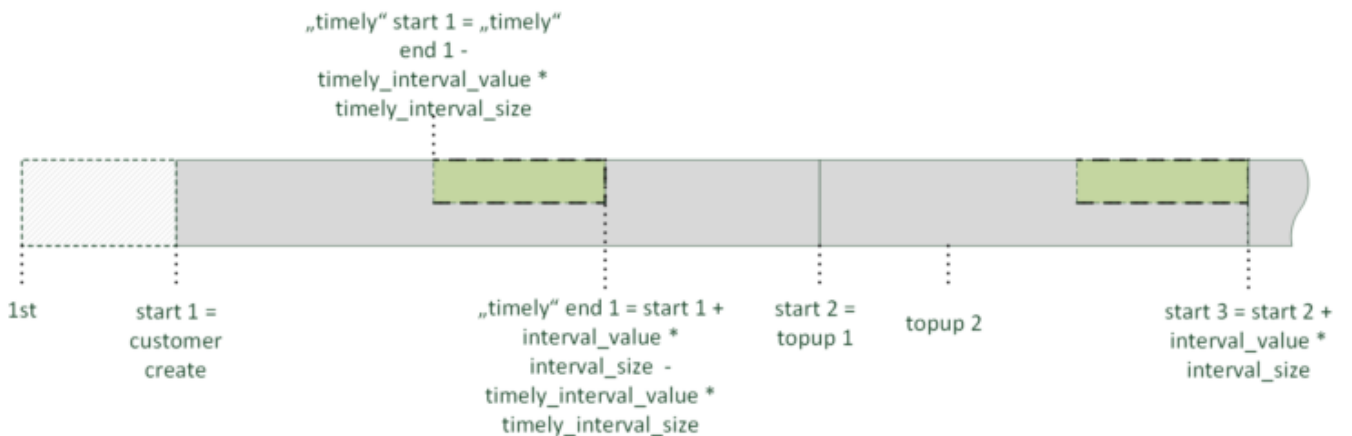 „timely“ start 1 = „timely“
end 1 -
timely_interval_value *
timely_interval_size
1st
start 1 =
customer
create
„timely“ end 1 = start 1 +
interval_value *
interval_size -
timely_interval_value *
timely_interval_size
start 2 =
topup 1
topup 2
start 3 = start 2 +
interval_value *
interval_size